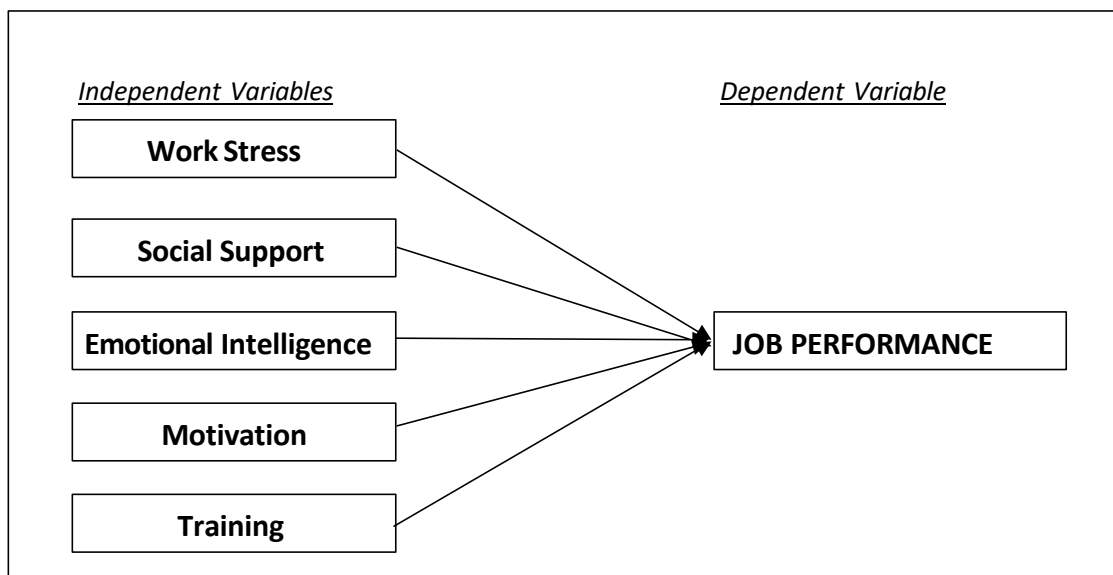 Independent Variables
Dependent Variable
Work Stress
Social Support
Emotional Intelligence
JOB PERFORMANCE
Motivation
Training